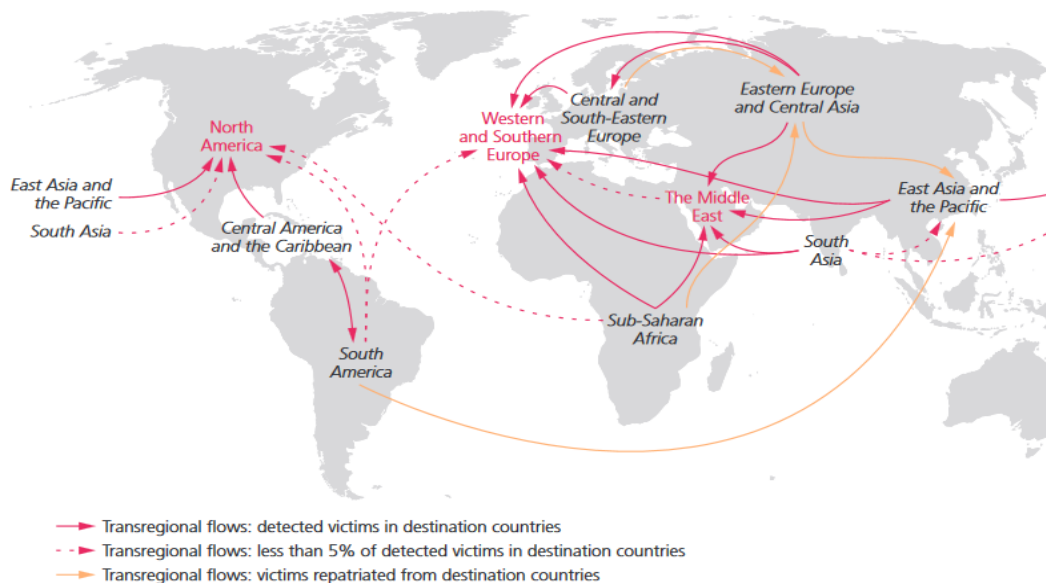 North
America
East Asia and
the Pacific
South Asia
Central America
and the Caribbean
South
America
Western
and Southern
Europe
Central and
South-Eastern
Europe
Eastern Europe
and Central Asia
The Middle
East
East Asia and
the Pacific
South
Asia
Sub-Saharan
Africa
Transregional flows: detected victims in destination countries
Transregional flows: less than 5% of detected victims in destination countries
Transregional flows: victims repatriated from destination countries